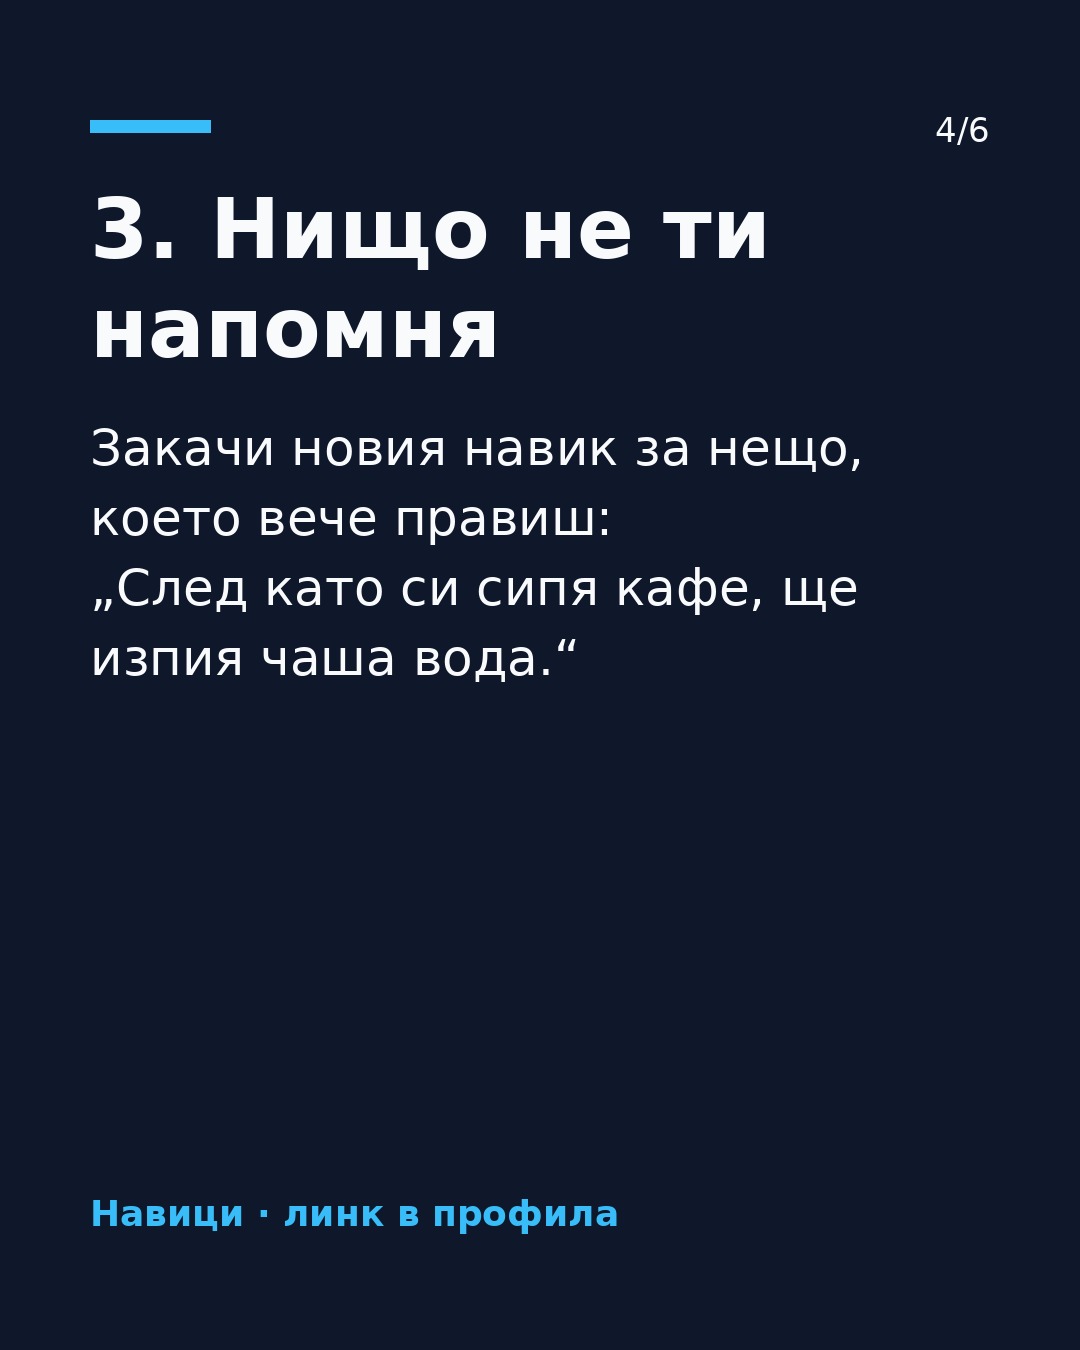 4/6
3. Нищо не ти
напомня
Закачи новия навик за нещо,
което вече правиш:
„След като си сипя кафе, ще
изпия чаша вода.“
Навици · линк в профила